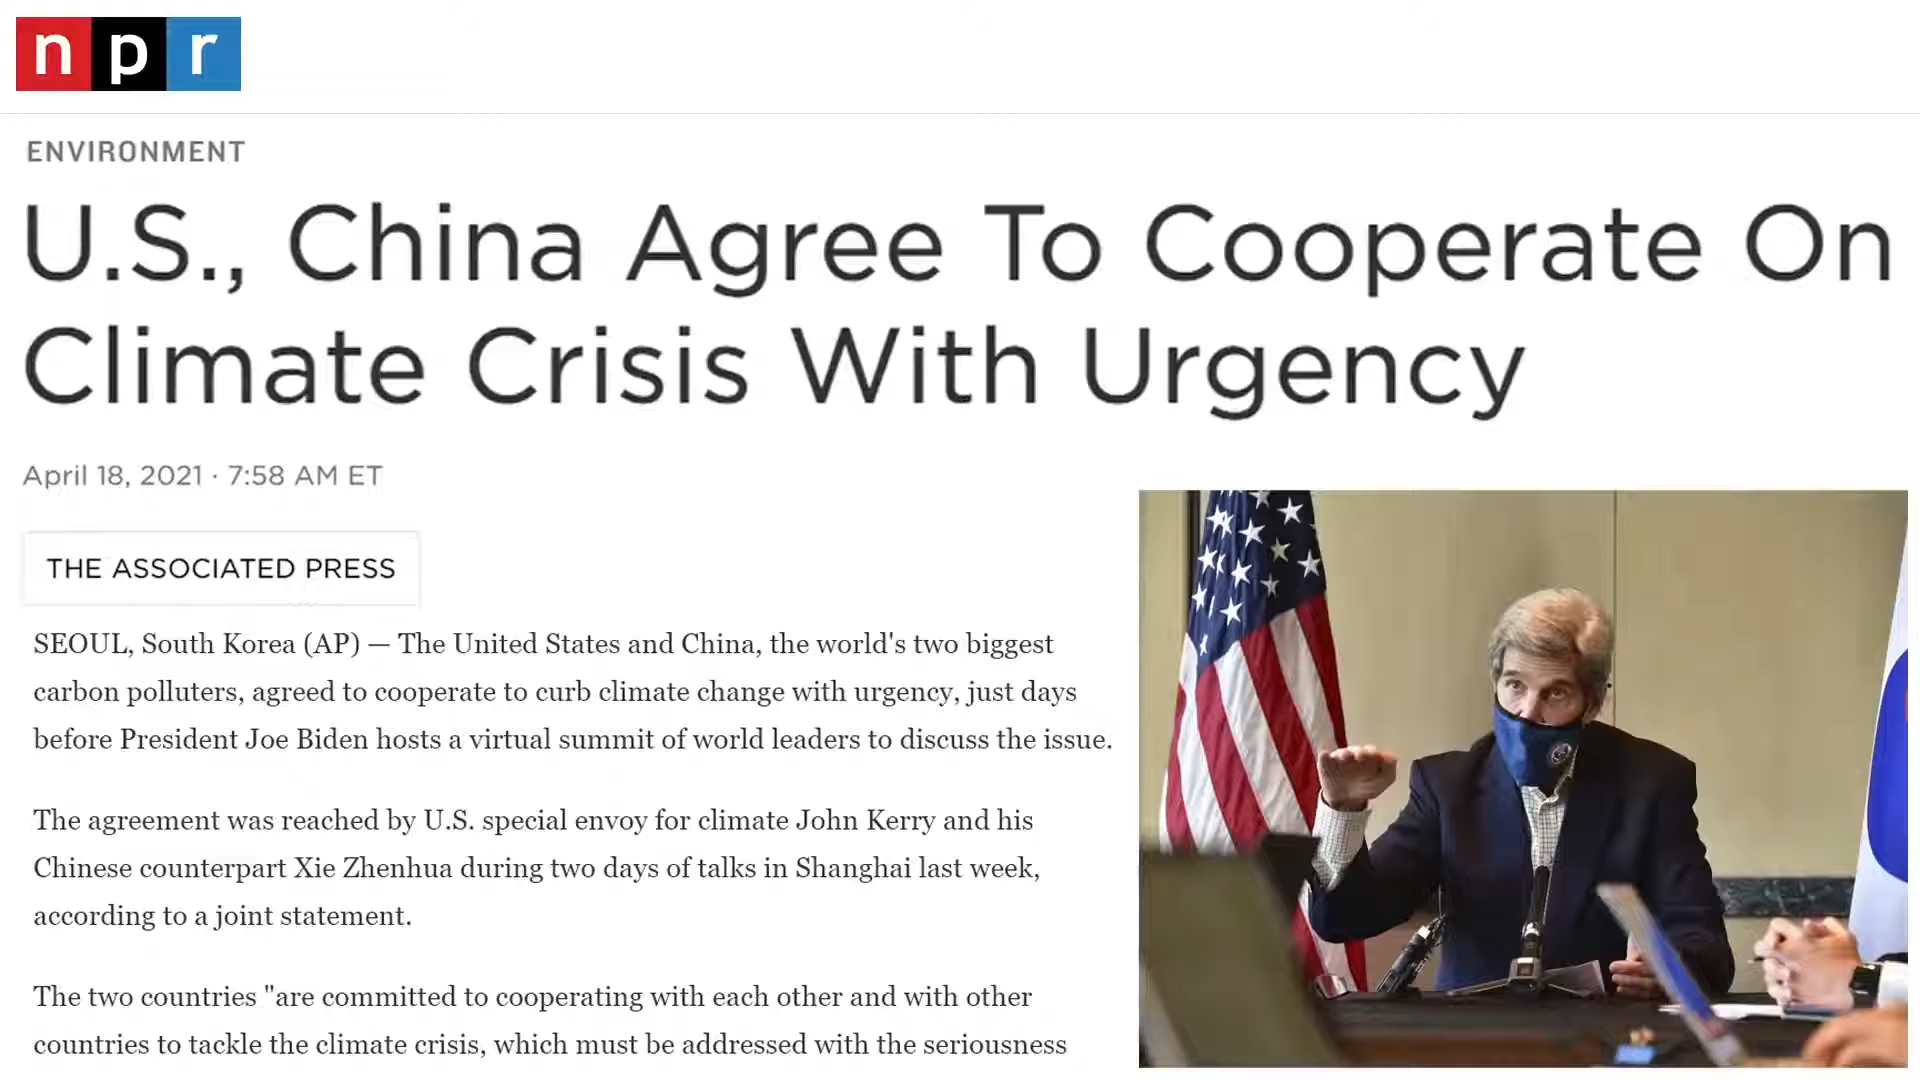 npr
ENVIRONMENT
U.S., China Agree To Cooperate On
Climate Crisis With Urgency
April 18, 2021 · 7:58 AM ET
THE ASSOCIATED PRESS
SEOUL, South Korea (AP) — The United States and China, the world's two biggest
carbon polluters, agreed to cooperate to curb climate change with urgency, just days
before President Joe Biden hosts a virtual summit of world leaders to discuss the issue.
The agreement was reached by U.S. special envoy for climate John Kerry and his
Chinese counterpart Xie Zhenhua during two days of talks in Shanghai last week,
according to a joint statement.
The two countries "are committed to cooperating with each other and with other
countries to tackle the climate crisis, which must be addressed with the seriousness